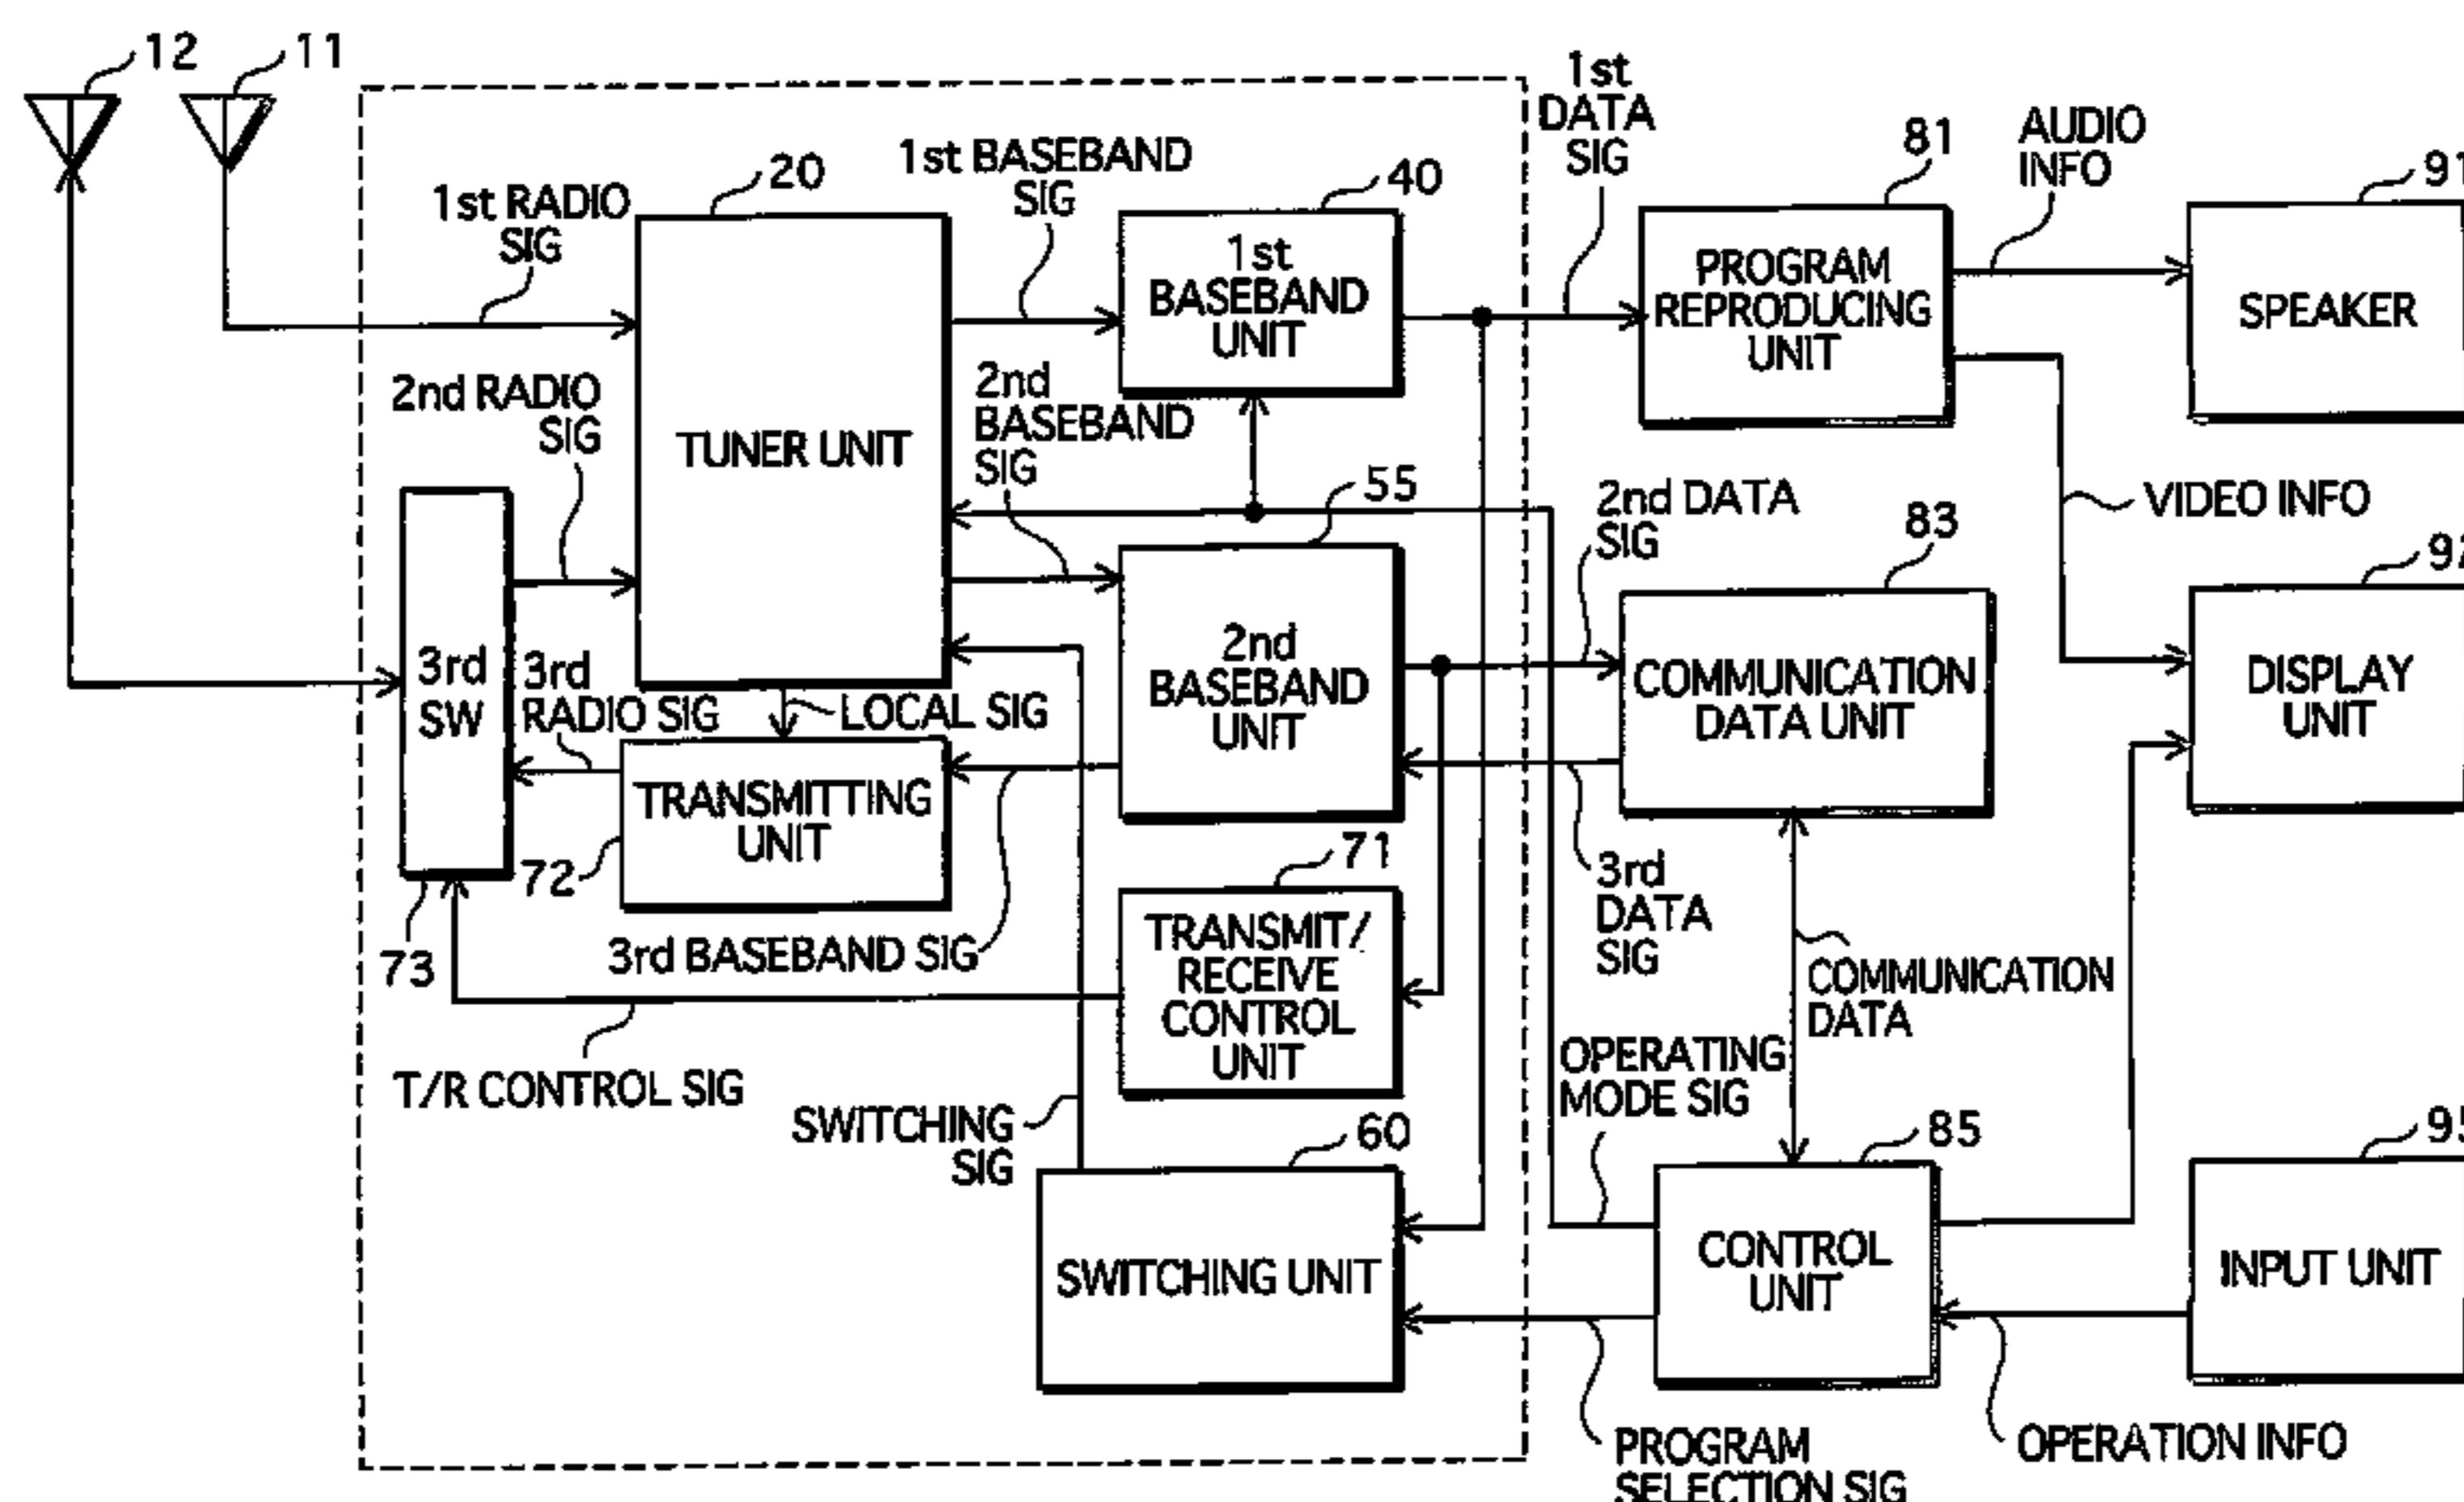 12
11
1st RADIO
SIG
20
1st BASEBAND
SIG
40
1st
BASEBAND
UNIT
1st
DATA
SIG
81
PROGRAM
REPRODUCING
UNIT
AUDIO
INFO
91
SPEAKER
2nd RADIO
SIG
TUNER UNIT
2nd
BASEBAND
SIG
55
2nd DATA
SIG
83
VIDEO INFO
92
3rd
SW
3rd
RADIO SIG
LOCAL SIG
2nd
BASEBAND
UNIT
COMMUNICATION
DATA UNIT
DISPLAY
UNIT
TRANSMITTING
UNIT
72
73
3rd BASEBAND SIG
71
TRANSMIT/
RECEIVE
CONTROL
UNIT
3rd
DATA
SIG
COMMUNICATION
DATA
T/R CONTROL SIG
SWITCHING
SIG
60
SWITCHING UNIT
OPERATING
MODE SIG
85
CONTROL
UNIT
95
INPUT UNIT
PROGRAM
SELECTION SIG
OPERATION INFO